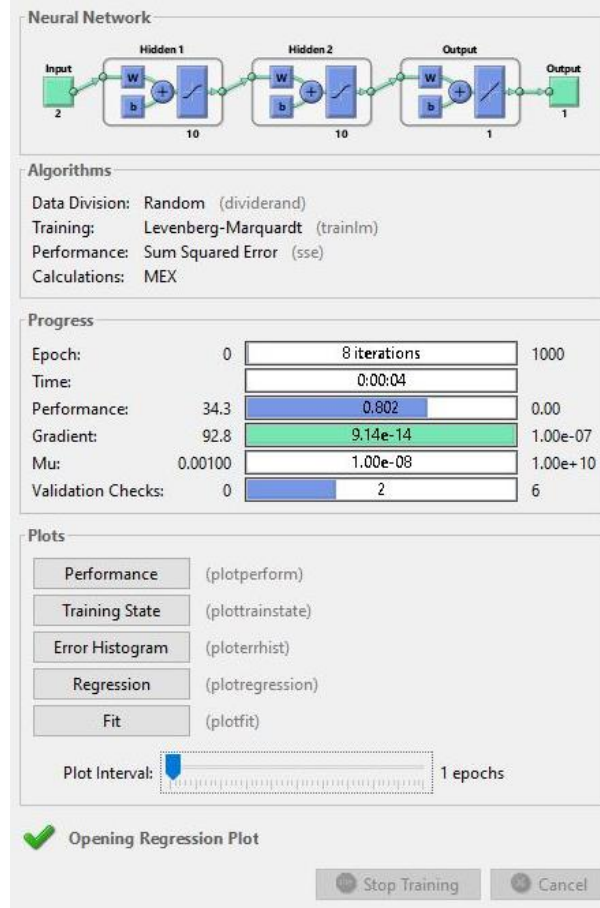 Neural Network
Hidden 1 Hidden 2 Output
Input Output
W W W
+ + +
b b b
2 10 10 1 1
Algorithms
Data Division: Random (dividerand)
Training: Levenberg-Marquardt (trainlm)
Performance: Sum Squared Error (sse)
Calculations: MEX
Progress
Epoch: 0 8 iterations 1000
Time: 0:00:04
Performance: 34.3 0.802 0.00
Gradient: 92.8 9.14e-14 1.00e-07
Mu: 0.00100 1.00e-08 1.00e+10
Validation Checks: 0 2 6
Plots
Performance (plotperform)
Training State (plottrainstate)
Error Histogram (ploterrhist)
Regression (plotregression)
Fit (plotfit)
Plot Interval: 1 epochs
Opening Regression Plot
Stop Training Cancel